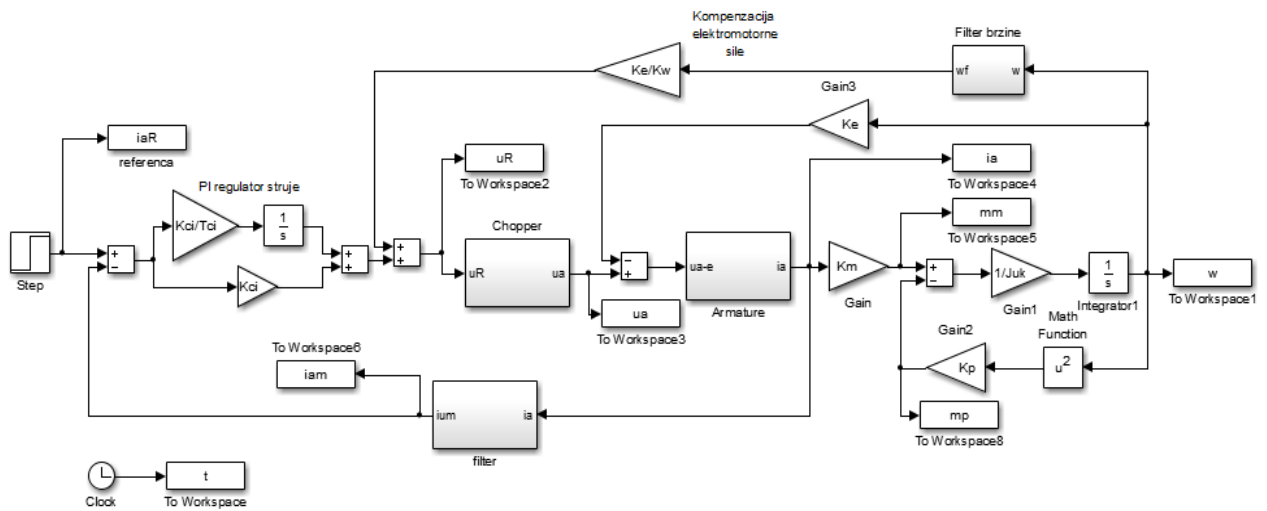 Kompenzacija
elektromotorne
sile
Filter brzine
Ke/Kw
wf
w
Gain3
Ke
iaR
referenca
uR
To Workspace2
ia
To Workspace4
PI regulator struje
mm
To Workspace5
Kci/Tci
1
s
Chopper
+
−
+
+
+
+
uR
ua
−
+
ua-e
ia
Armature
Km
Gain
+
−
1/Juk
Gain1
1
s
Integrator1
w
To Workspace1
Step
Kci
ua
To Workspace3
Math
Function
Gain2
Kp
u2
To Workspace6
iam
ium
ia
filter
mp
To Workspace8
Clock
t
To Workspace